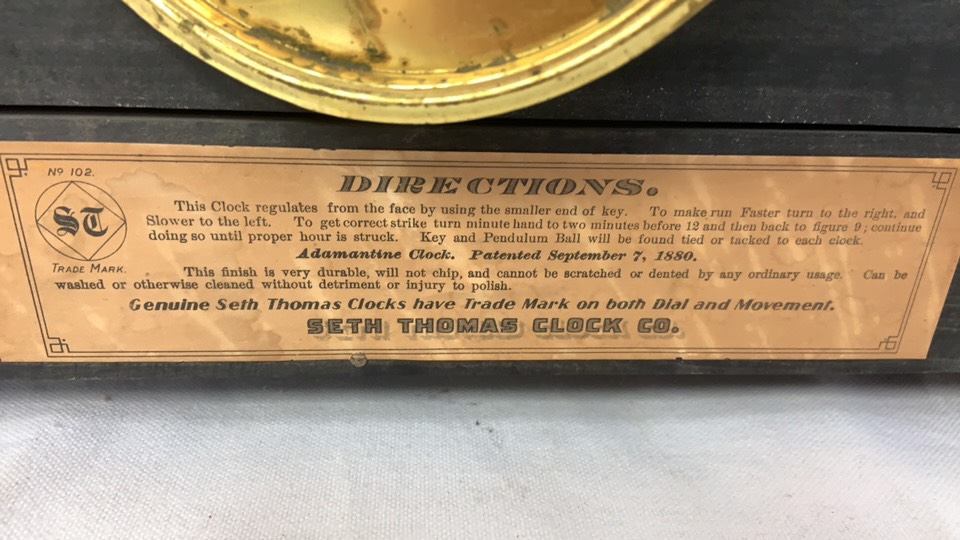 Nº 102.
DIRECTIONS.
This Clock regulates from the face by using the smaller end of key. To make run Faster turn to the right, and
Slower to the left. To get correct strike turn minute hand to two minutes before 12 and then back to figure 9; continue
doing so until proper hour is struck. Key and Pendulum Ball will be found tied or tacked to each clock.
ST
TRADE MARK.
Adamantine Clock. Patented September 7, 1880.
This finish is very durable, will not chip, and cannot be scratched or dented by any ordinary usage. Can be
washed or otherwise cleaned without detriment or injury to polish.
Genuine Seth Thomas Clocks have Trade Mark on both Dial and Movement.
SETH THOMAS CLOCK CO.